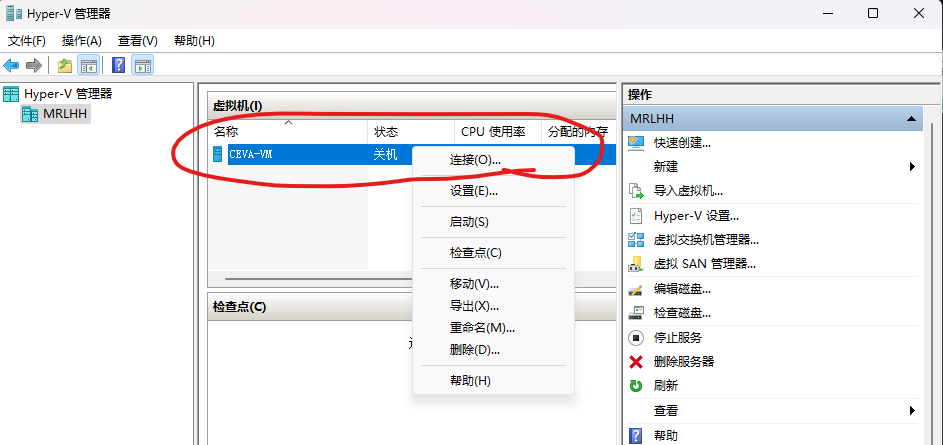 Hyper-V 管理器
文件(F) 操作(A) 查看(V) 帮助(H)
Hyper-V 管理器
MRLHH
虚拟机(I)
名称 状态 CPU 使用率 分配的内存
CEVA-VM 关机
连接(O)...
设置(E)...
启动(S)
检查点(C)
移动(V)...
导出(X)...
重命名(M)...
删除(D)...
帮助(H)
检查点(C)
操作
MRLHH
快速创建...
新建
导入虚拟机...
Hyper-V 设置...
虚拟交换机管理器...
虚拟 SAN 管理器...
编辑磁盘...
检查磁盘...
停止服务
删除服务器
刷新
查看
帮助